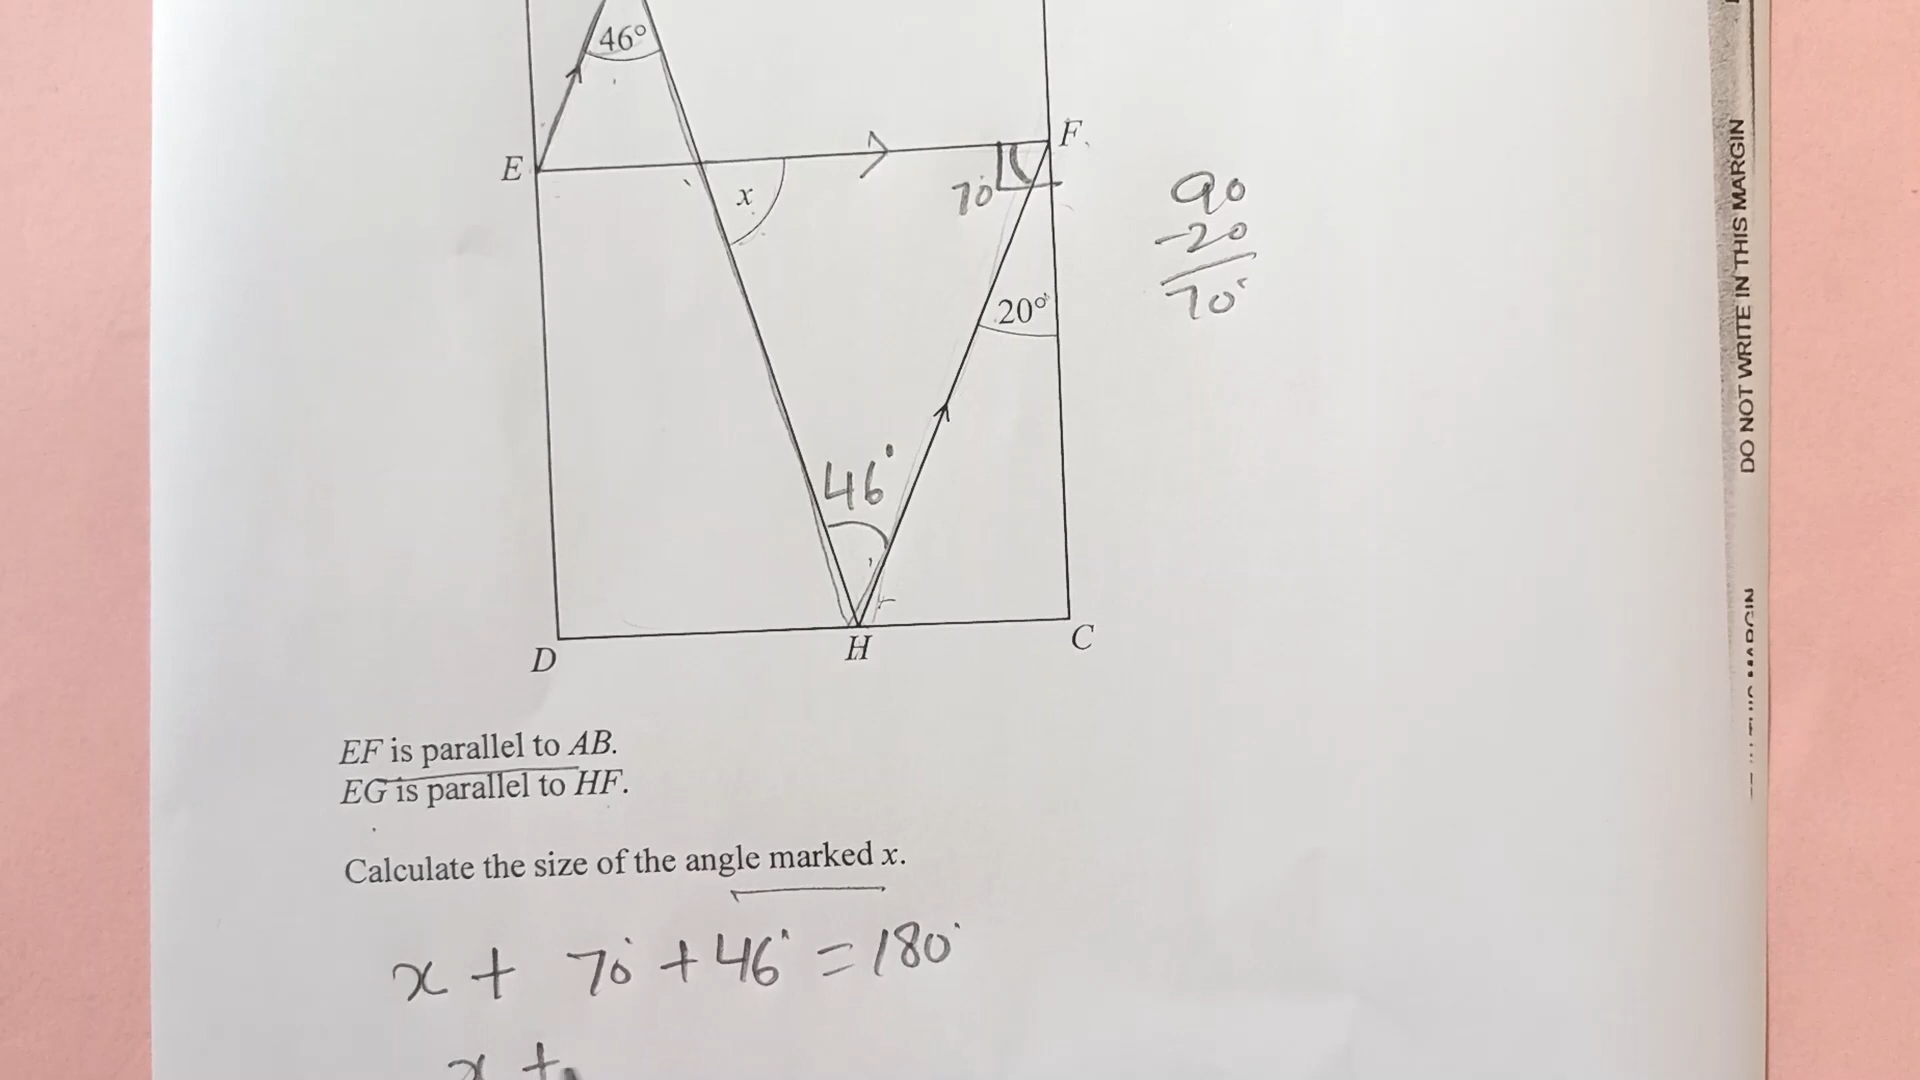 46°
E
F
x
70°
90
-20
70°
20°
46°
D
H
C
EF is parallel to AB.
EG is parallel to HF.
Calculate the size of the angle marked x.
x + 70° + 46° = 180°
x +
DO NOT WRITE IN THIS MARGIN